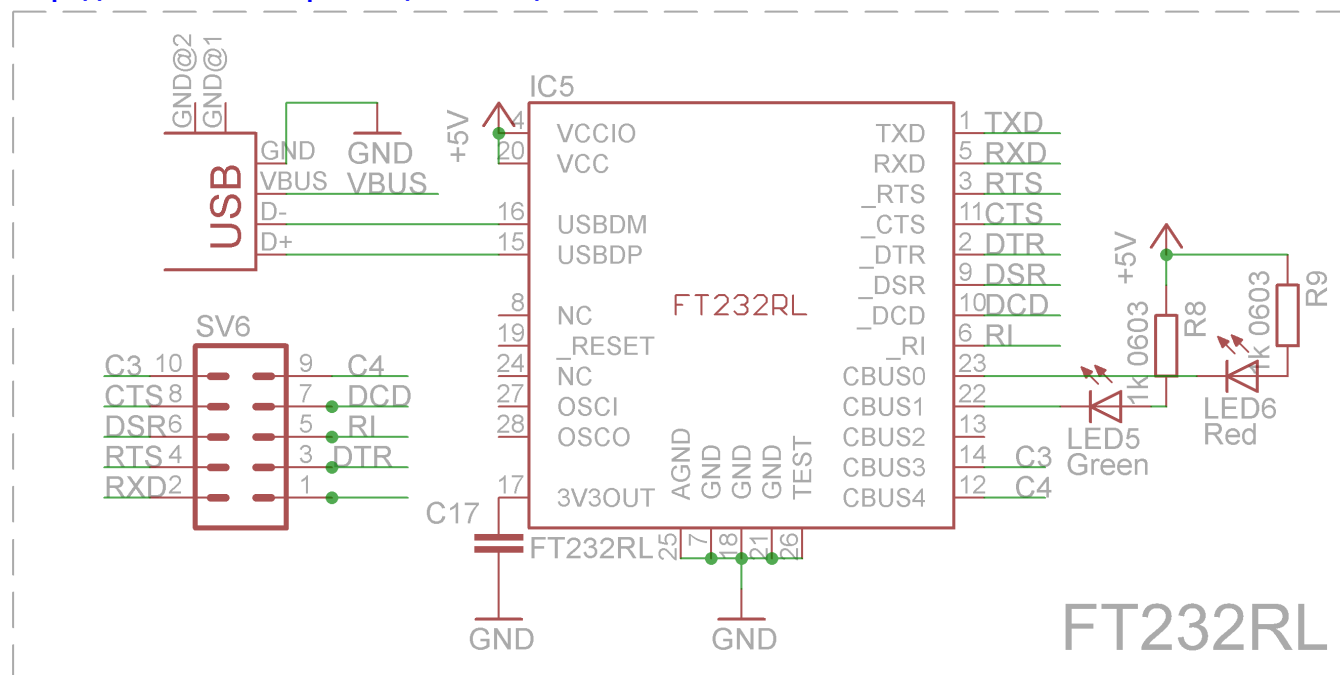 GND@2
GND@1
USB
GND
VBUS
D-
D+
GND
VBUS
+5V
IC5
4 VCCIO
20 VCC
16 USBDM
15 USBDP
8 NC
19 _RESET
24 NC
27 OSCI
28 OSCO
17 3V3OUT
FT232RL
TXD 1 TXD
RXD 5 RXD
_RTS 3 RTS
_CTS 11 CTS
_DTR 2 DTR
_DSR 9 DSR
_DCD 10 DCD
_RI 6 RI
CBUS0 23
CBUS1 22
CBUS2 13
CBUS3 14 C3
CBUS4 12 C4
AGND
GND
GND
GND
TEST
25
7
18
21
26
FT232RL
C17
GND
GND
SV6
C3 10 9 C4
CTS 8 7 DCD
DSR 6 5 RI
RTS 4 3 DTR
RXD 2 1
+5V
1k 0603
R8
1k 0603
R9
LED5
Green
LED6
Red
FT232RL